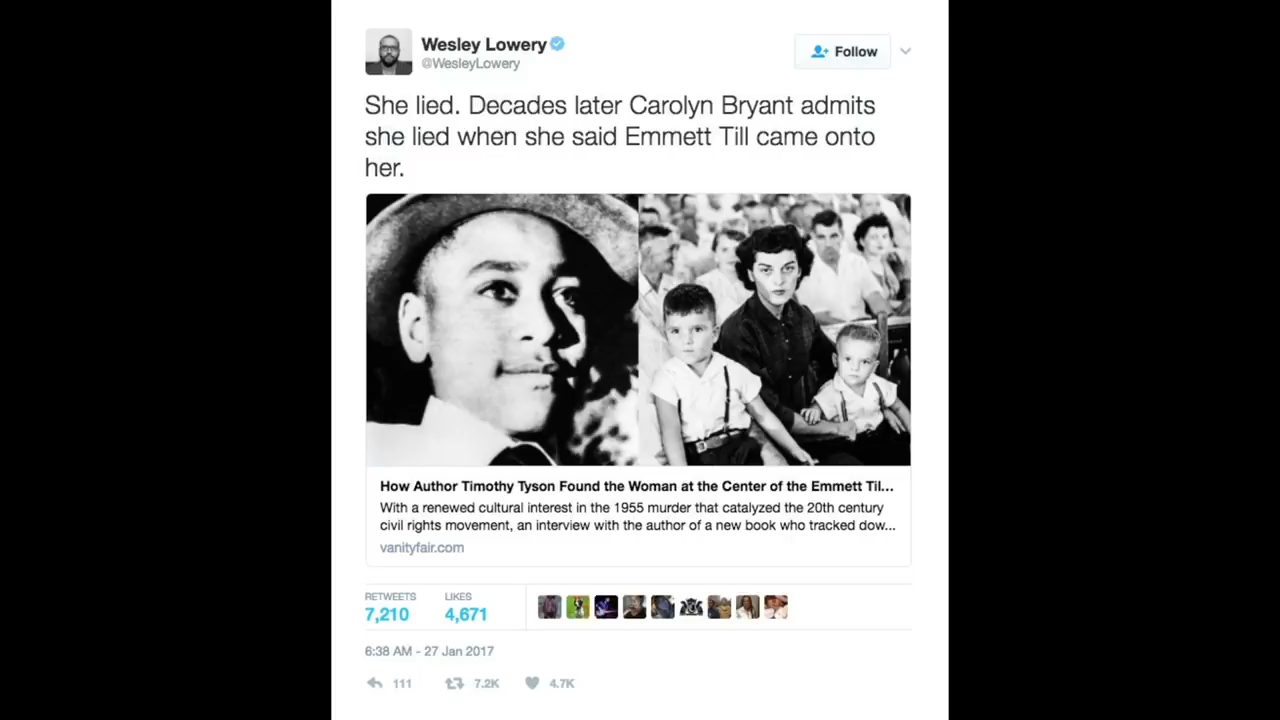 Wesley Lowery
@WesleyLowery
Follow
She lied. Decades later Carolyn Bryant admits
she lied when she said Emmett Till came onto
her.
How Author Timothy Tyson Found the Woman at the Center of the Emmett Til...
With a renewed cultural interest in the 1955 murder that catalyzed the 20th century
civil rights movement, an interview with the author of a new book who tracked dow...
vanityfair.com
RETWEETS LIKES
7,210 4,671
6:38 AM - 27 Jan 2017
111 7.2K 4.7K